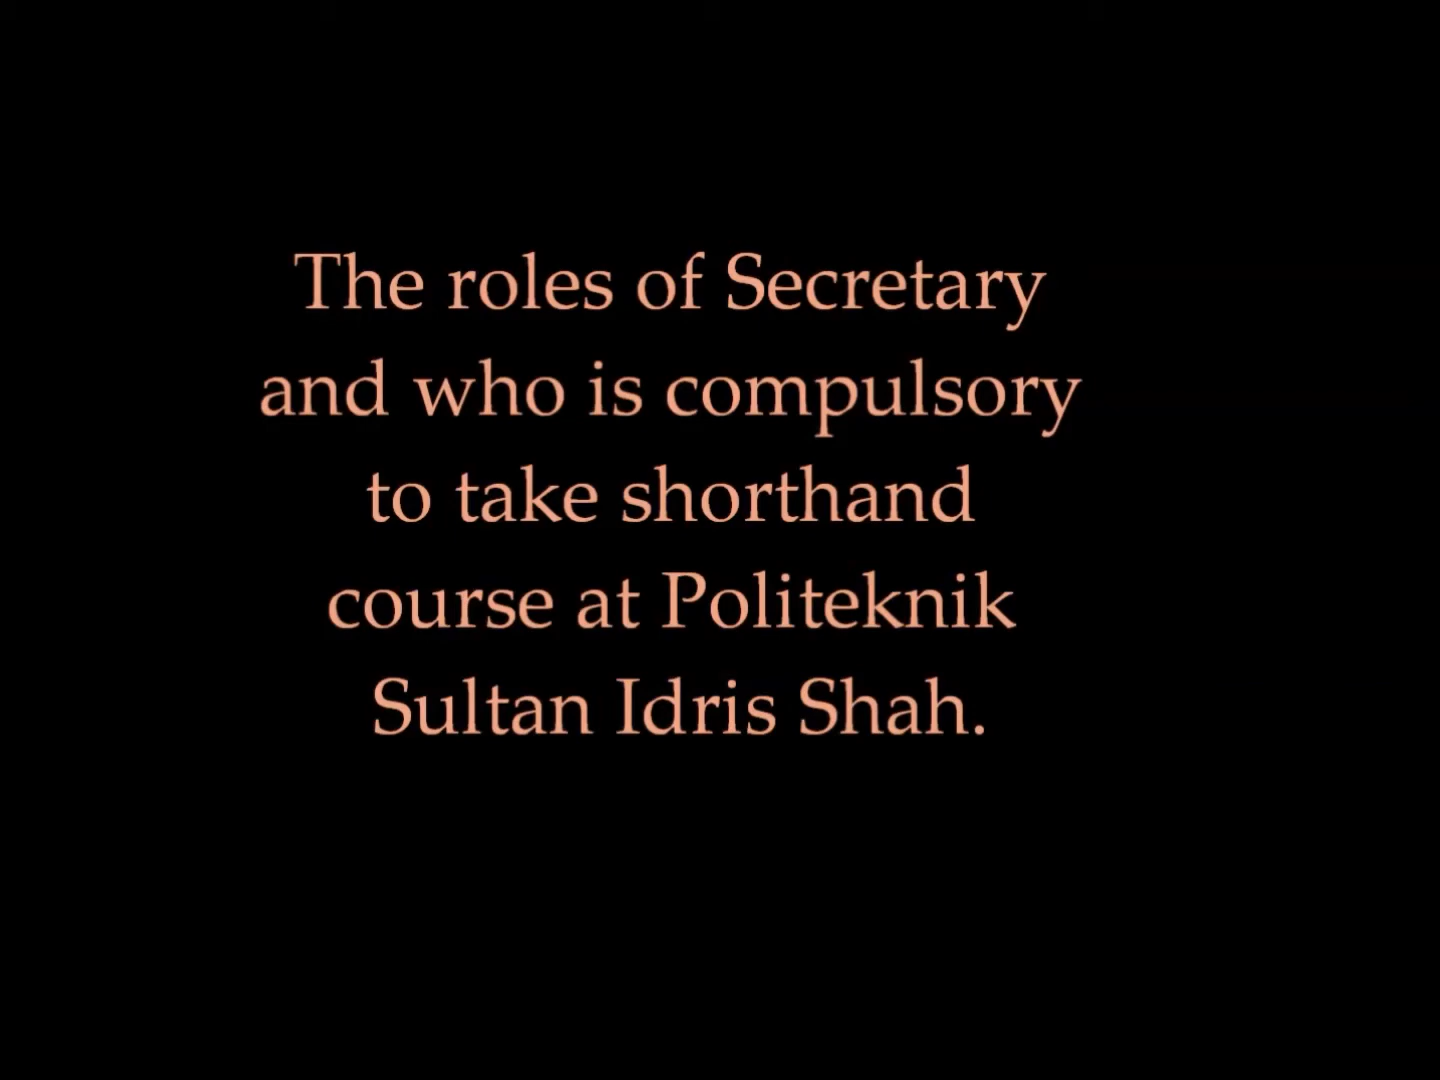 The roles of Secretary
and who is compulsory
to take shorthand
course at Politeknik
Sultan Idris Shah.